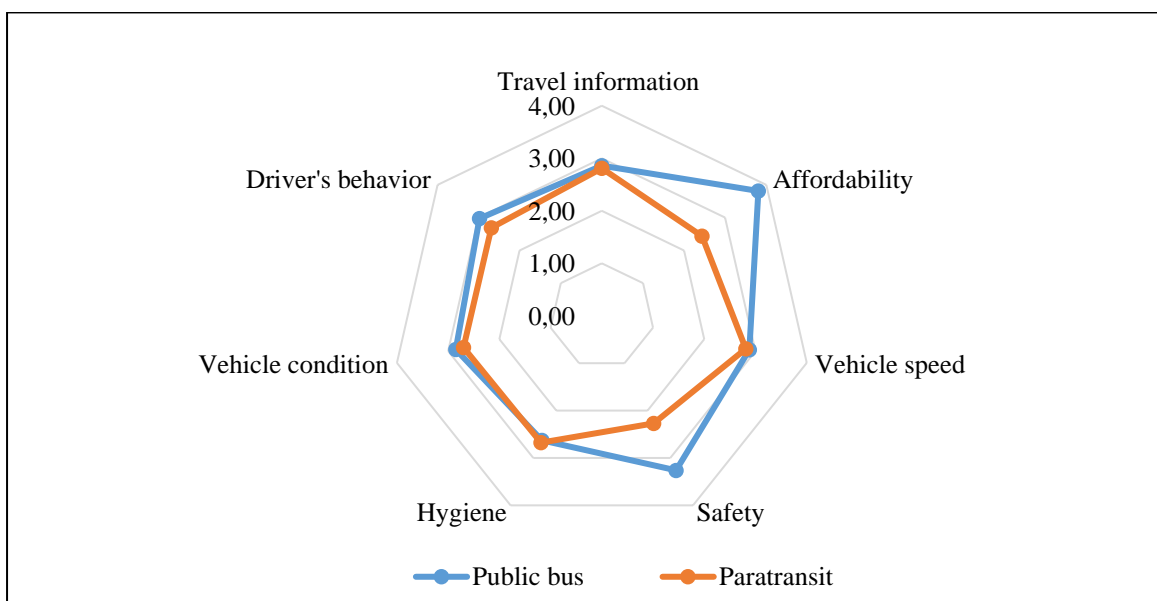 Travel information
4,00
3,00
2,00
1,00
0,00
Driver's behavior
Affordability
Vehicle condition
Vehicle speed
Hygiene
Safety
Public bus
Paratransit